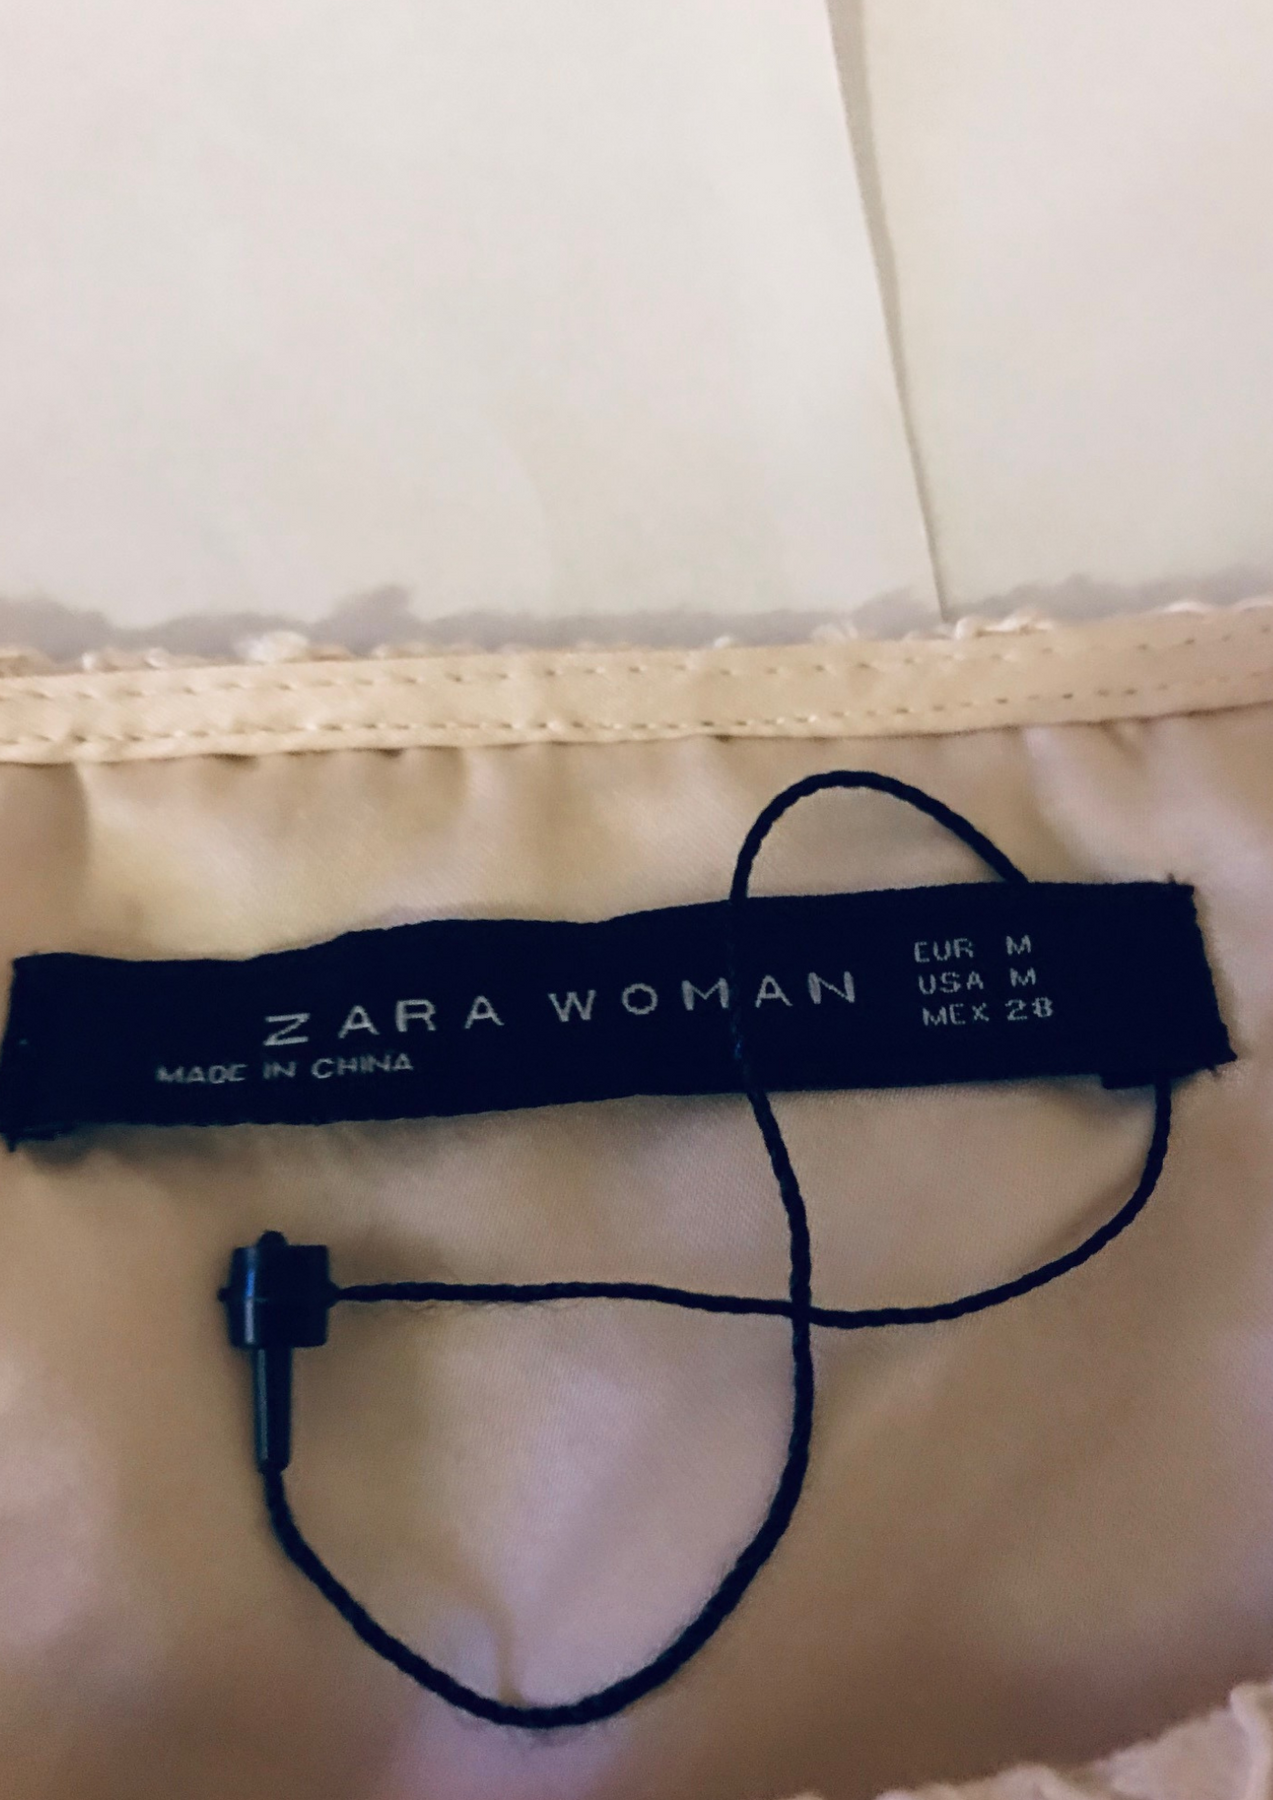 ZARA WOMAN
MADE IN CHINA
EUR M
USA M
MEX 28